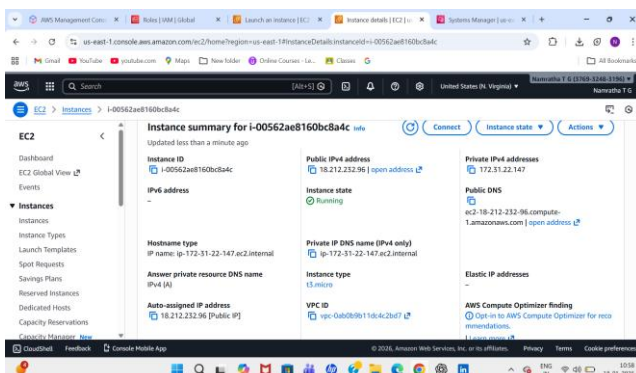 AWS Management Cons
Roles | IAM | Global
Launch an instance | EC2
Instance details | EC2 | us
Systems Manager | us-e
us-east-1.console.aws.amazon.com/ec2/home?region=us-east-1#InstanceDetails:instanceId=i-00562ae8160bc8a4c
Gmail YouTube youtube.com Maps New folder Online Courses - Le... Classes G All Bookmarks
aws Search [Alt+S] United States (N. Virginia) Namratha T G
EC2 > Instances > i-00562ae8160bc8a4c
EC2
Dashboard
EC2 Global View
Events
Instances
Instances
Instance Types
Launch Templates
Spot Requests
Savings Plans
Reserved Instances
Dedicated Hosts
Capacity Reservations
Capacity Manager New
Instance summary for i-00562ae8160bc8a4c Info
Connect Instance state Actions
Updated less than a minute ago
Instance ID
i-00562ae8160bc8a4c
Public IPv4 address
18.212.232.96 | open address
Private IPv4 addresses
172.31.22.147
IPv6 address
–
Instance state
Running
Public DNS
ec2-18-212-232-96.compute-
1.amazonaws.com | open address
Hostname type
IP name: ip-172-31-22-147.ec2.internal
Private IP DNS name (IPv4 only)
ip-172-31-22-147.ec2.internal
Answer private resource DNS name
IPv4 (A)
Instance type
t3.micro
Elastic IP addresses
–
Auto-assigned IP address
18.212.232.96 [Public IP]
VPC ID
vpc-0ab0b9b11dc4c2bd7
AWS Compute Optimizer finding
Opt-in to AWS Compute Optimizer for reco
mmendations.
| Learn more
CloudShell Feedback Console Mobile App © 2026, Amazon Web Services, Inc. or its affiliates. Privacy Terms Cookie preferences
ENG
10:58